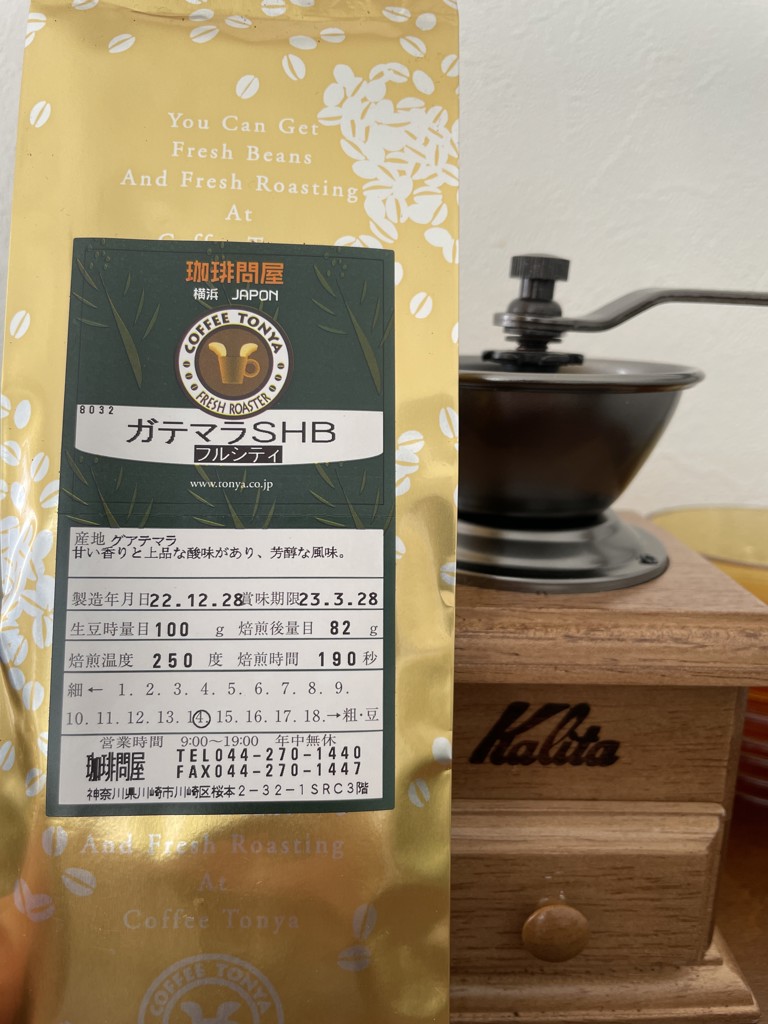 You Can Get
Fresh Beans
And Fresh Roasting
At
珈琲問屋
横浜 JAPON
COFFEE TONYA
FRESH ROASTER
8032
ガテマラSHB
フルシティ
www.tonya.co.jp
産地 グアテマラ
甘い香りと上品な酸味があり、芳醇な風味。
製造年月日22.12.28賞味期限23.3.28
生豆時量目100 g 焙煎後量目 82 g
焙煎温度 250 度 焙煎時間 190秒
細← 1. 2. 3. 4. 5. 6. 7. 8. 9.
10. 11. 12. 13. 14. 15. 16. 17. 18.→粗・豆
営業時間 9:00〜19:00 年中無休
珈琲問屋 TEL044-270-1440
FAX044-270-1447
神奈川県川崎市川崎区桜本2-32-1SRC3階
And Fresh Roasting
At
Coffee Tonya
COFFEE TONYA
Kalita